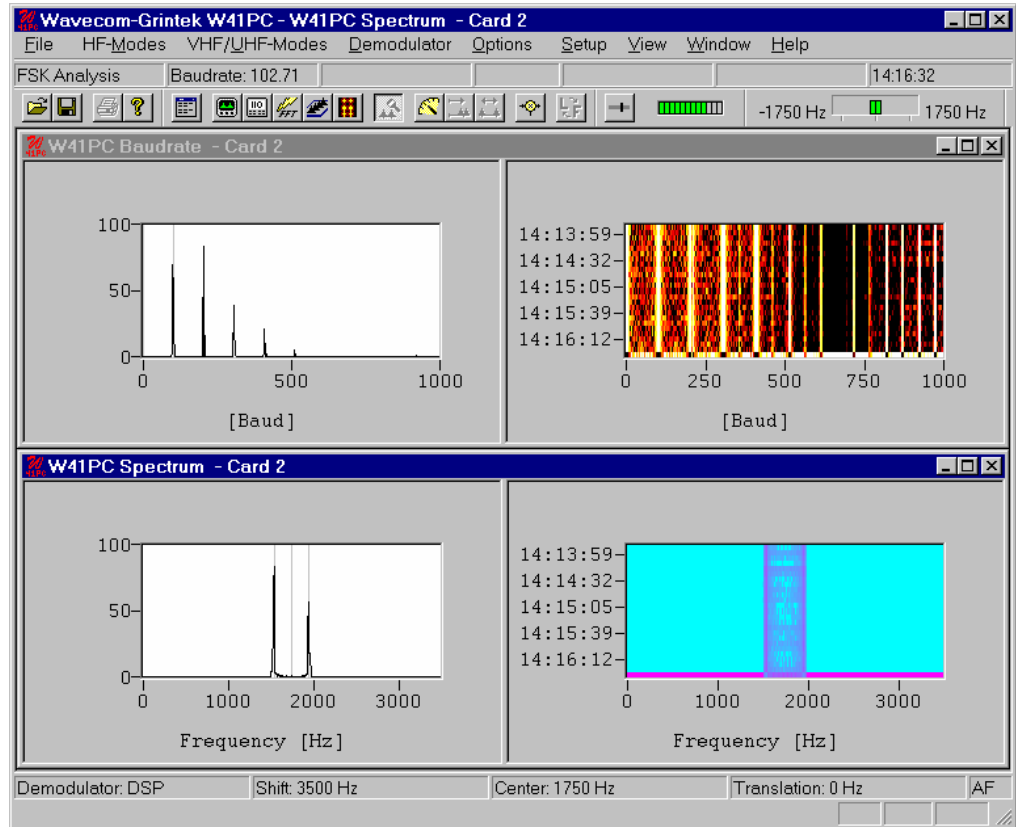 Wavecom-Grintek W41PC - W41PC Spectrum - Card 2
File HF-Modes VHF/UHF-Modes Demodulator Options Setup View Window Help
FSK Analysis Baudrate: 102.71 14:16:32
-1750 Hz 1750 Hz
W41PC Baudrate - Card 2
100
50
0
0 500 1000
[Baud]
14:13:59
14:14:32
14:15:05
14:15:39
14:16:12
0 250 500 750 1000
[Baud]
W41PC Spectrum - Card 2
100
50
0
0 1000 2000 3000
Frequency [Hz]
14:13:59
14:14:32
14:15:05
14:15:39
14:16:12
0 1000 2000 3000
Frequency [Hz]
Demodulator: DSP Shift: 3500 Hz Center: 1750 Hz Translation: 0 Hz AF